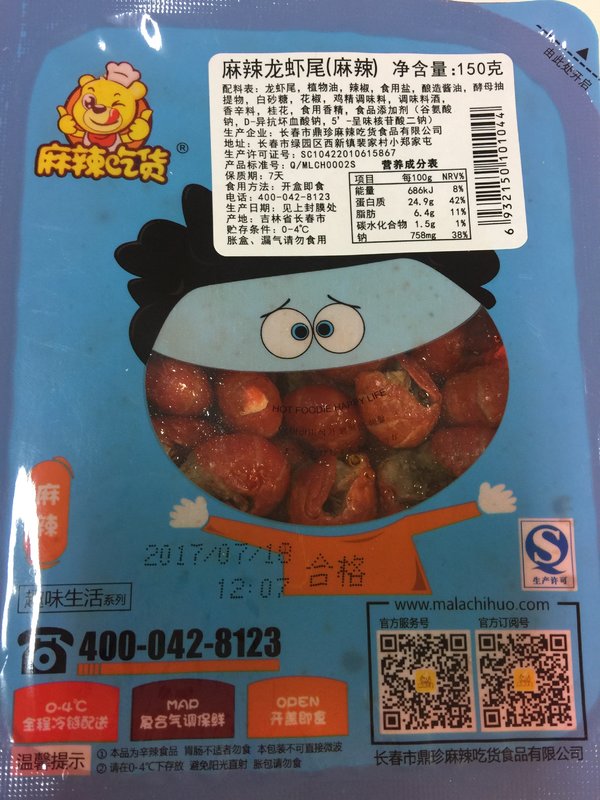 由此处开启
麻辣吃货
®
麻辣龙虾尾(麻辣) 净含量:150克
配料表: 龙虾尾, 植物油, 辣椒, 食用盐, 酿造酱油, 酵母抽
提物, 白砂糖, 花椒, 鸡精调味料, 调味料酒,
香辛料, 桂花, 食用香精, 食品添加剂 (谷氨酸
钠, D-异抗坏血酸钠, 5’-呈味核苷酸二钠)
生产企业: 长春市鼎珍麻辣吃货食品有限公司
地址: 长春市绿园区西新镇裴家村小郑家屯
生产许可证号: SC10422010615867
产品标准号: Q/MLCH0002S
保质期: 7天
食用方法: 开盒即食
电话: 400-042-8123
生产日期: 见上封膜处
产地: 吉林省长春市
贮存条件: 0-4℃
胀盒、漏气请勿食用
营养成分表
项目 每100g NRV%
能量 686kJ 8%
蛋白质 24.9g 42%
脂肪 6.4g 11%
碳水化合物 1.5g 1%
钠 758mg 38%
6 932150 101044
HOT FOODIE HAPPY LIFE
麻辣
2017/07/18
12:07
合格
生产许可
趣味生活系列
400-042-8123
www.malachihuo.com
官方服务号 官方订阅号
0-4℃
全程冷链配送
MAP
复合气调保鲜
OPEN
开盖即食
温馨提示
① 本品为辛辣食品 胃肠不适者勿食 本包装不可直接微波
② 请在0-4℃下存放 避免阳光直射 胀包请勿食
长春市鼎珍麻辣吃货食品有限公司